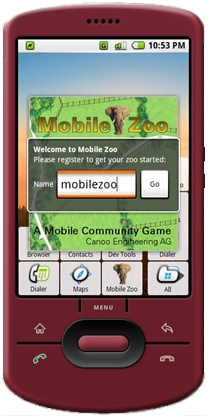 10:53 PM
Mobile Zoo
Welcome to Mobile Zoo
Please register to get your zoo started:
Name mobilezoo Go
A Mobile Community Game
Canoo Engineering AG
Browser Contacts Dev Tools Dialer
Dialer Maps Mobile Zoo All
MENU